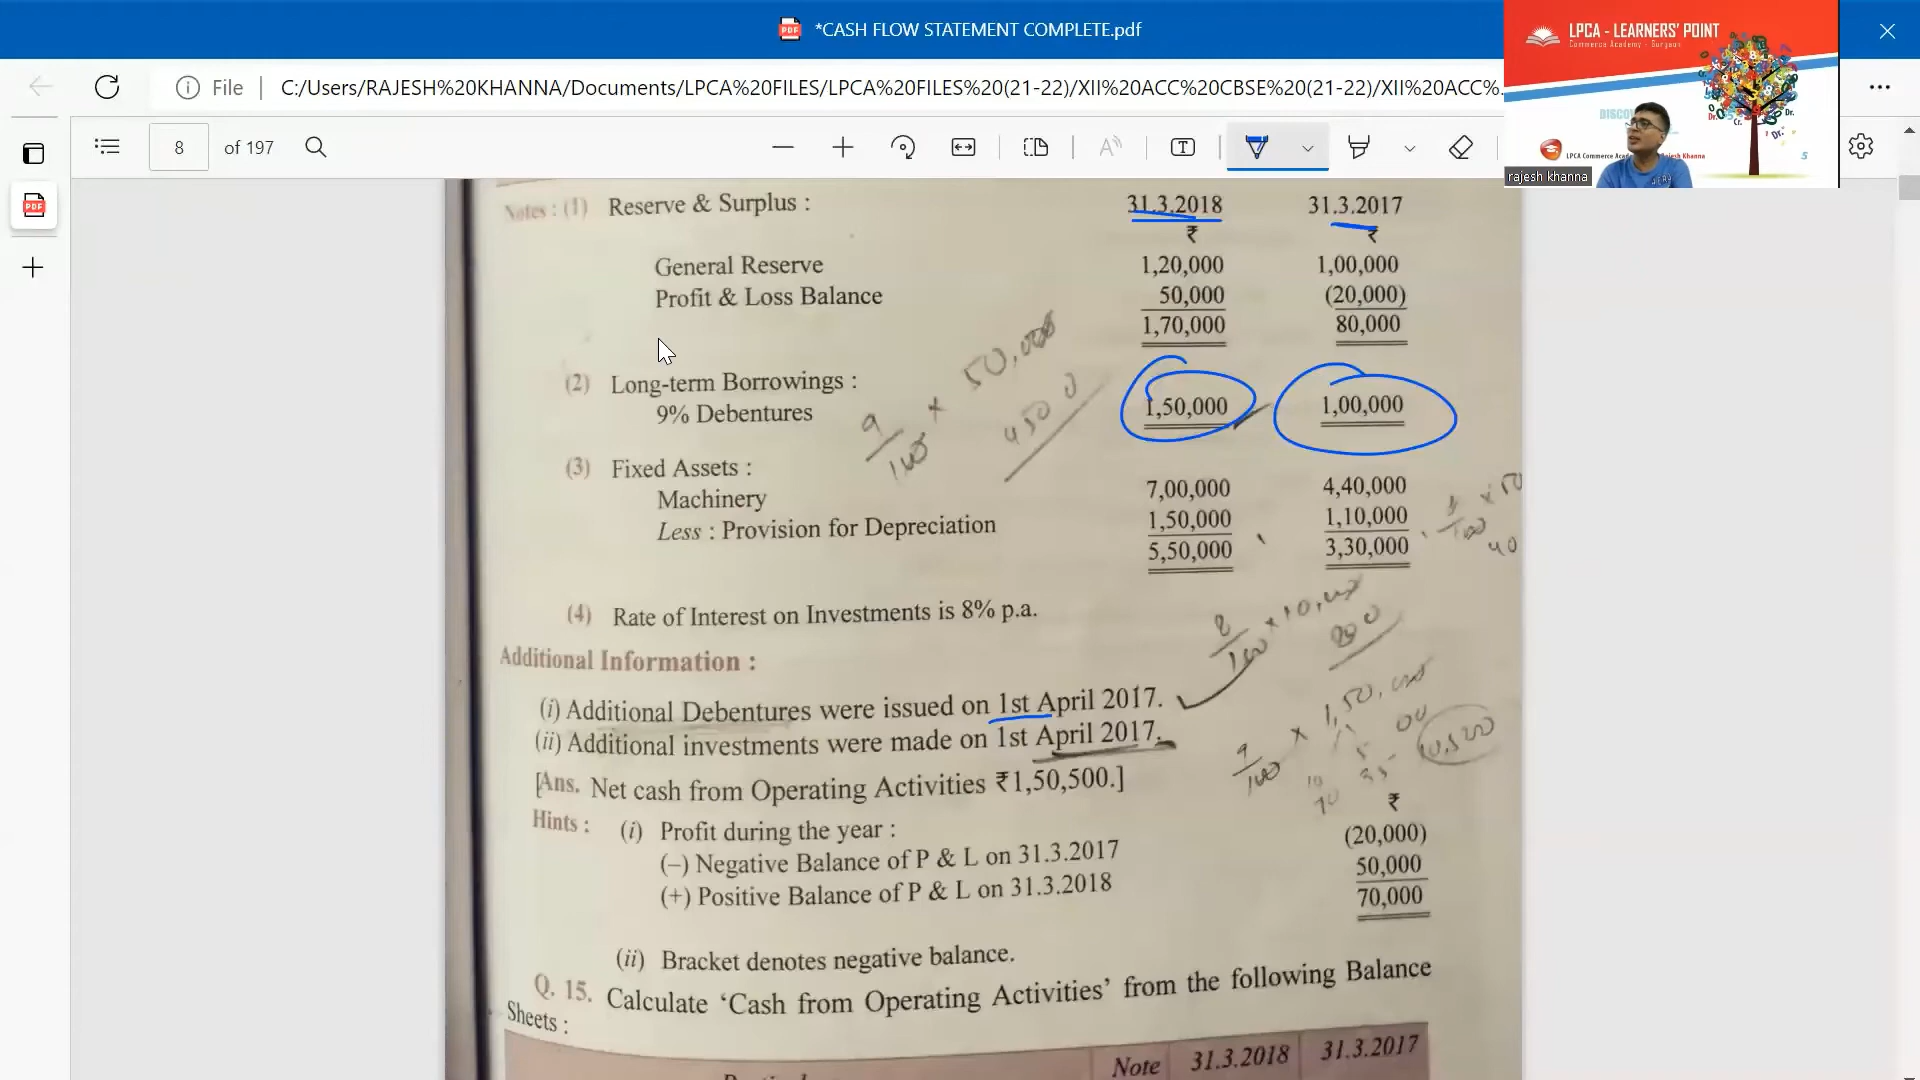 *CASH FLOW STATEMENT COMPLETE.pdf
File
C:/Users/RAJESH%20KHANNA/Documents/LPCA%20FILES/LPCA%20FILES%20(21-22)/XII%20ACC%20CBSE%20(21-22)/XII%20ACC%.
8 of 197
LPCA - LEARNERS' POINT
Commerce Academy - Gurgaon
rajesh khanna
Notes : (1) Reserve & Surplus : 31.3.2018 31.3.2017
₹ ₹
General Reserve 1,20,000 1,00,000
Profit & Loss Balance 50,000 (20,000)
1,70,000 80,000
(2) Long-term Borrowings :
9% Debentures 1,50,000 1,00,000
9/100 × 50,000
4500
(3) Fixed Assets :
Machinery 7,00,000 4,40,000
Less : Provision for Depreciation 1,50,000 1,10,000
5,50,000 3,30,000
(4) Rate of Interest on Investments is 8% p.a.
Additional Information :
(i) Additional Debentures were issued on 1st April 2017.
(ii) Additional investments were made on 1st April 2017.
[Ans. Net cash from Operating Activities ₹1,50,500.]
Hints : (i) Profit during the year : ₹
(–) Negative Balance of P & L on 31.3.2017 (20,000)
(+) Positive Balance of P & L on 31.3.2018 50,000
70,000
(ii) Bracket denotes negative balance.
Q. 15. Calculate ‘Cash from Operating Activities’ from the following Balance
Sheets :
Note 31.3.2018 31.3.2017